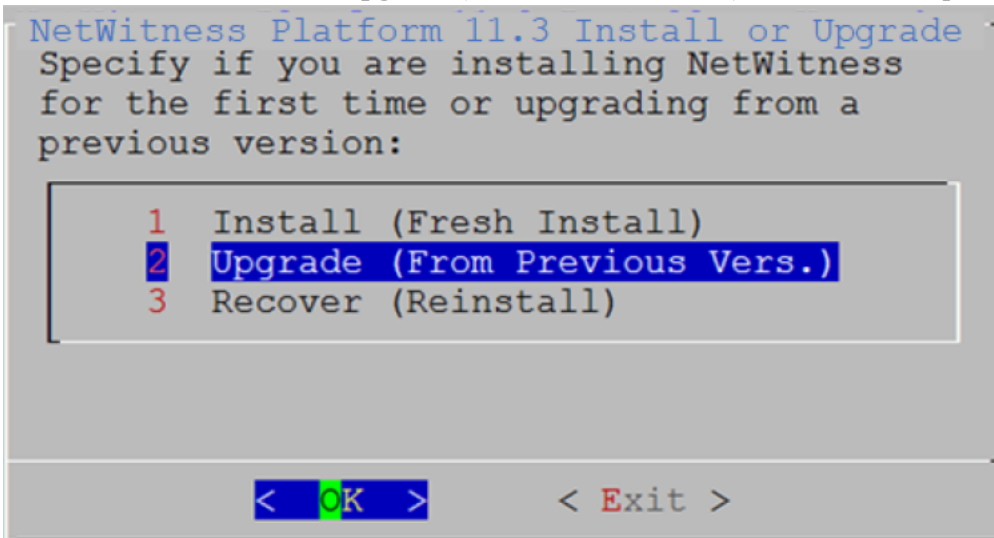 NetWitness Platform 11.3 Install or Upgrade
Specify if you are installing NetWitness
for the first time or upgrading from a
previous version:
1 Install (Fresh Install)
2 Upgrade (From Previous Vers.)
3 Recover (Reinstall)
< OK > < Exit >